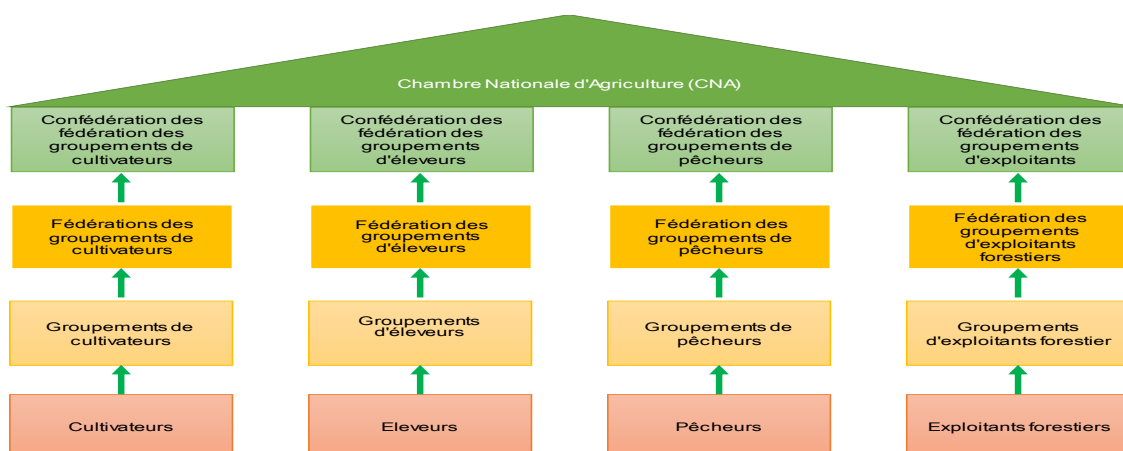 Chambre Nationale d'Agriculture (CNA)
Confédération des
fédération des
groupements de
cultivateurs
Confédération des
fédération des
groupements
d'éleveurs
Confédération des
fédération des
groupements de
pêcheurs
Confédération des
fédération des
groupements
d'exploitants
Fédérations des
groupements de
cultivateurs
Fédération des
groupements
d'éleveurs
Fédération des
groupements de
pêcheurs
Fédération des
groupements
d'exploitants
forestiers
Groupements de
cultivateurs
Groupements
d'éleveurs
Groupements de
pêcheurs
Groupements
d'exploitants forestier
Cultivateurs
Eleveurs
Pêcheurs
Exploitants forestiers